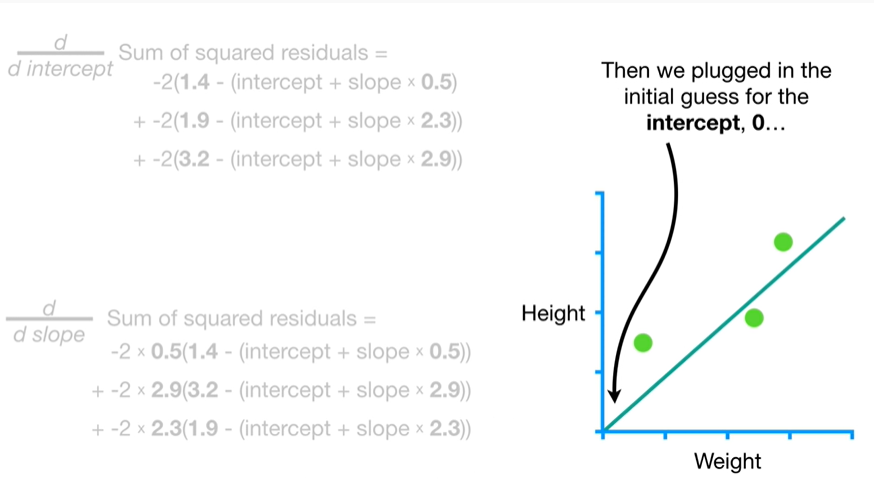 d
d intercept
Sum of squared residuals =
-2(1.4 - (intercept + slope × 0.5)
+ -2(1.9 - (intercept + slope × 2.3))
+ -2(3.2 - (intercept + slope × 2.9))
d
d slope
Sum of squared residuals =
-2 × 0.5(1.4 - (intercept + slope × 0.5))
+ -2 × 2.9(3.2 - (intercept + slope × 2.9))
+ -2 × 2.3(1.9 - (intercept + slope × 2.3))
Then we plugged in the
initial guess for the
intercept, 0...
Height
Weight